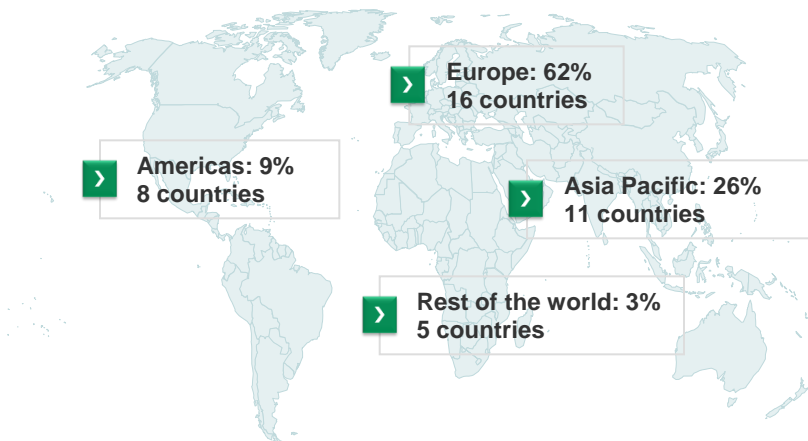 Europe: 62%
16 countries
Americas: 9%
8 countries
Asia Pacific: 26%
11 countries
Rest of the world: 3%
5 countries